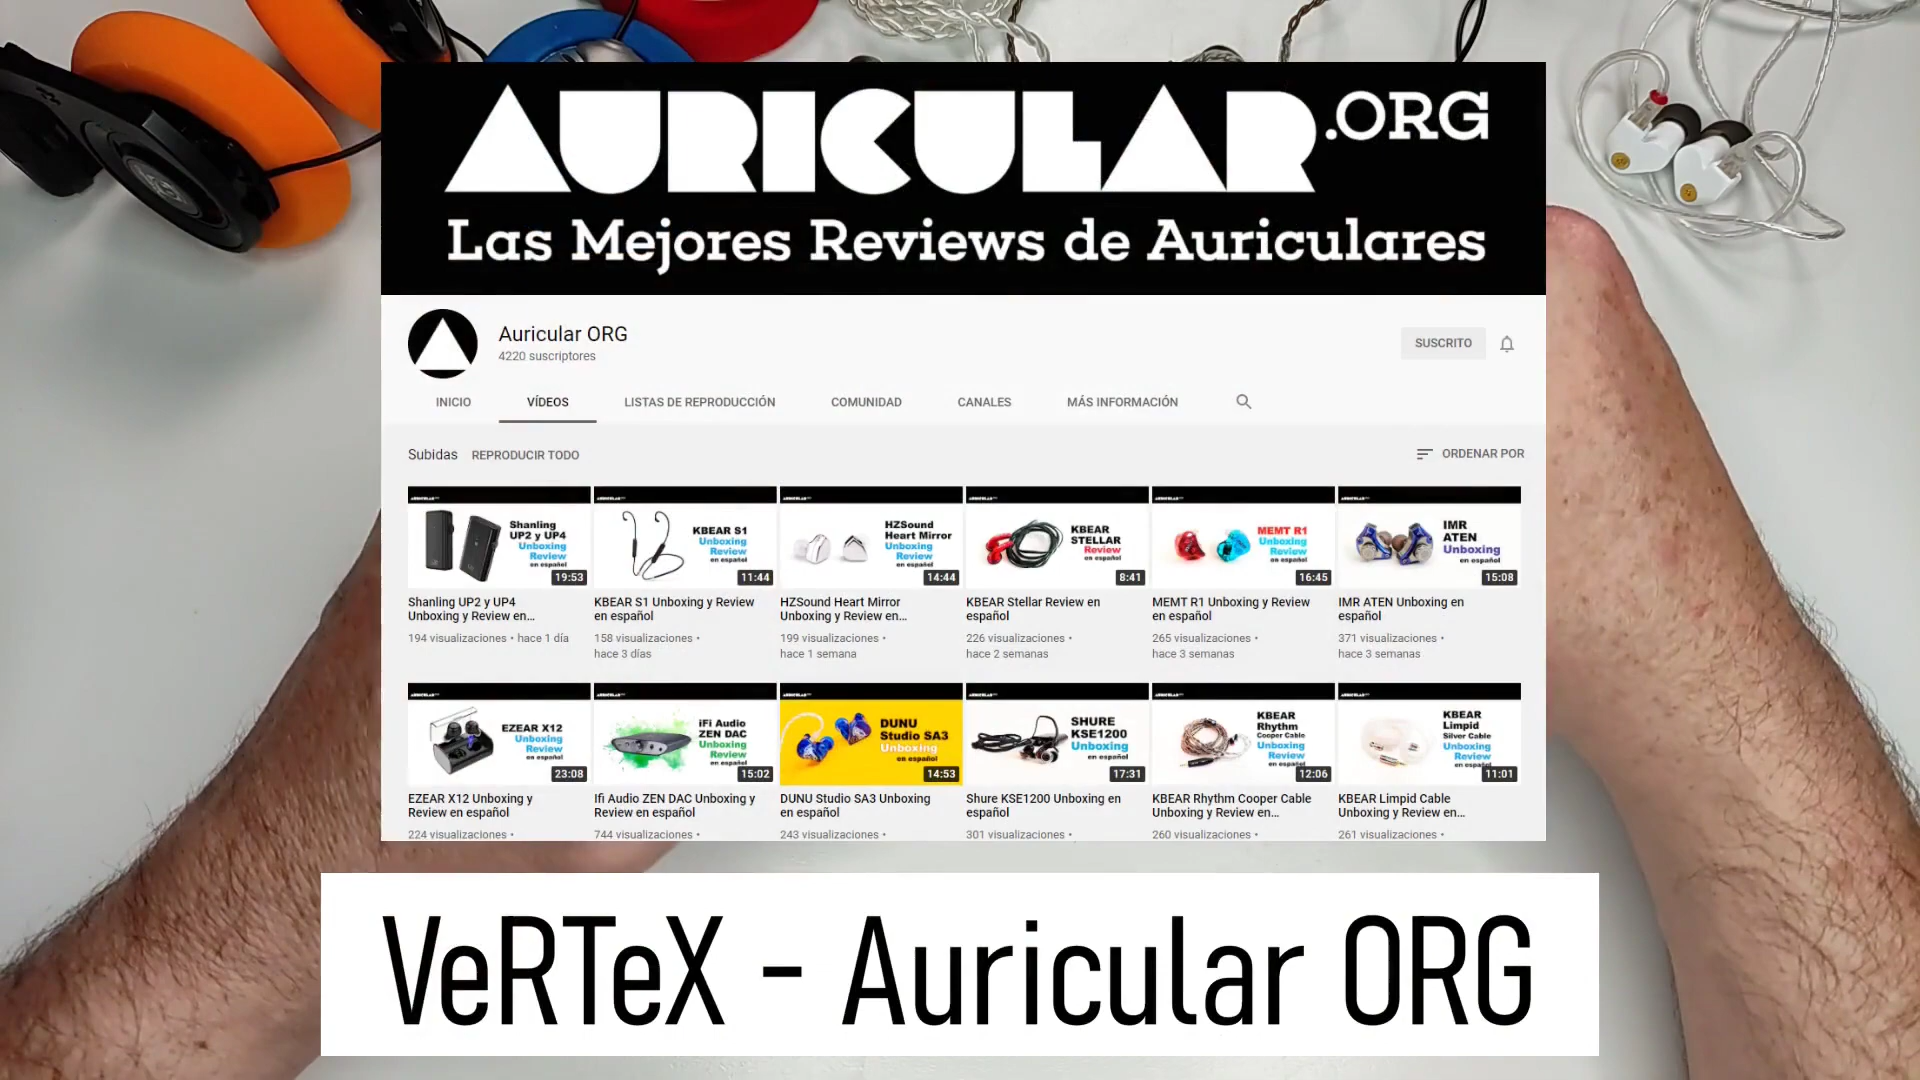 AURICULAR.ORG
Las Mejores Reviews de Auriculares
Auricular ORG
4220 suscriptores
SUSCRITO
INICIO
VÍDEOS
LISTAS DE REPRODUCCIÓN
COMUNIDAD
CANALES
MÁS INFORMACIÓN
Subidas
REPRODUCIR TODO
ORDENAR POR
Shanling
UP2 y UP4
Unboxing
Review
en español
19:53
KBEAR S1
Unboxing
Review
en español
11:44
HZSound
Heart Mirror
Unboxing
Review
en español
14:44
KBEAR
STELLAR
Review
en español
8:41
MEMT R1
Unboxing
Review
en español
16:45
IMR
ATEN
Unboxing
en español
15:08
Shanling UP2 y UP4
Unboxing y Review en...
194 visualizaciones • hace 1 día
KBEAR S1 Unboxing y Review
en español
158 visualizaciones •
hace 3 días
HZSound Heart Mirror
Unboxing y Review en...
199 visualizaciones •
hace 1 semana
KBEAR Stellar Review en
español
226 visualizaciones •
hace 2 semanas
MEMT R1 Unboxing y Review
en español
265 visualizaciones •
hace 3 semanas
IMR ATEN Unboxing en
español
371 visualizaciones •
hace 3 semanas
EZEAR X12
Unboxing
Review
en español
23:08
iFi Audio
ZEN DAC
Unboxing
Review
en español
15:02
DUNU
Studio SA3
Unboxing
en español
14:53
SHURE
KSE1200
Unboxing
en español
17:31
KBEAR
Rhythm
Cooper Cable
Unboxing
Review
en español
12:06
KBEAR
Limpid
Silver Cable
Unboxing
Review
en español
11:01
EZEAR X12 Unboxing y
Review en español
224 visualizaciones •
Ifi Audio ZEN DAC Unboxing y
Review en español
744 visualizaciones •
DUNU Studio SA3 Unboxing
en español
243 visualizaciones •
Shure KSE1200 Unboxing en
español
301 visualizaciones •
KBEAR Rhythm Cooper Cable
Unboxing y Review en...
260 visualizaciones •
KBEAR Limpid Cable
Unboxing y Review en...
261 visualizaciones •
VeRTeX - Auricular ORG